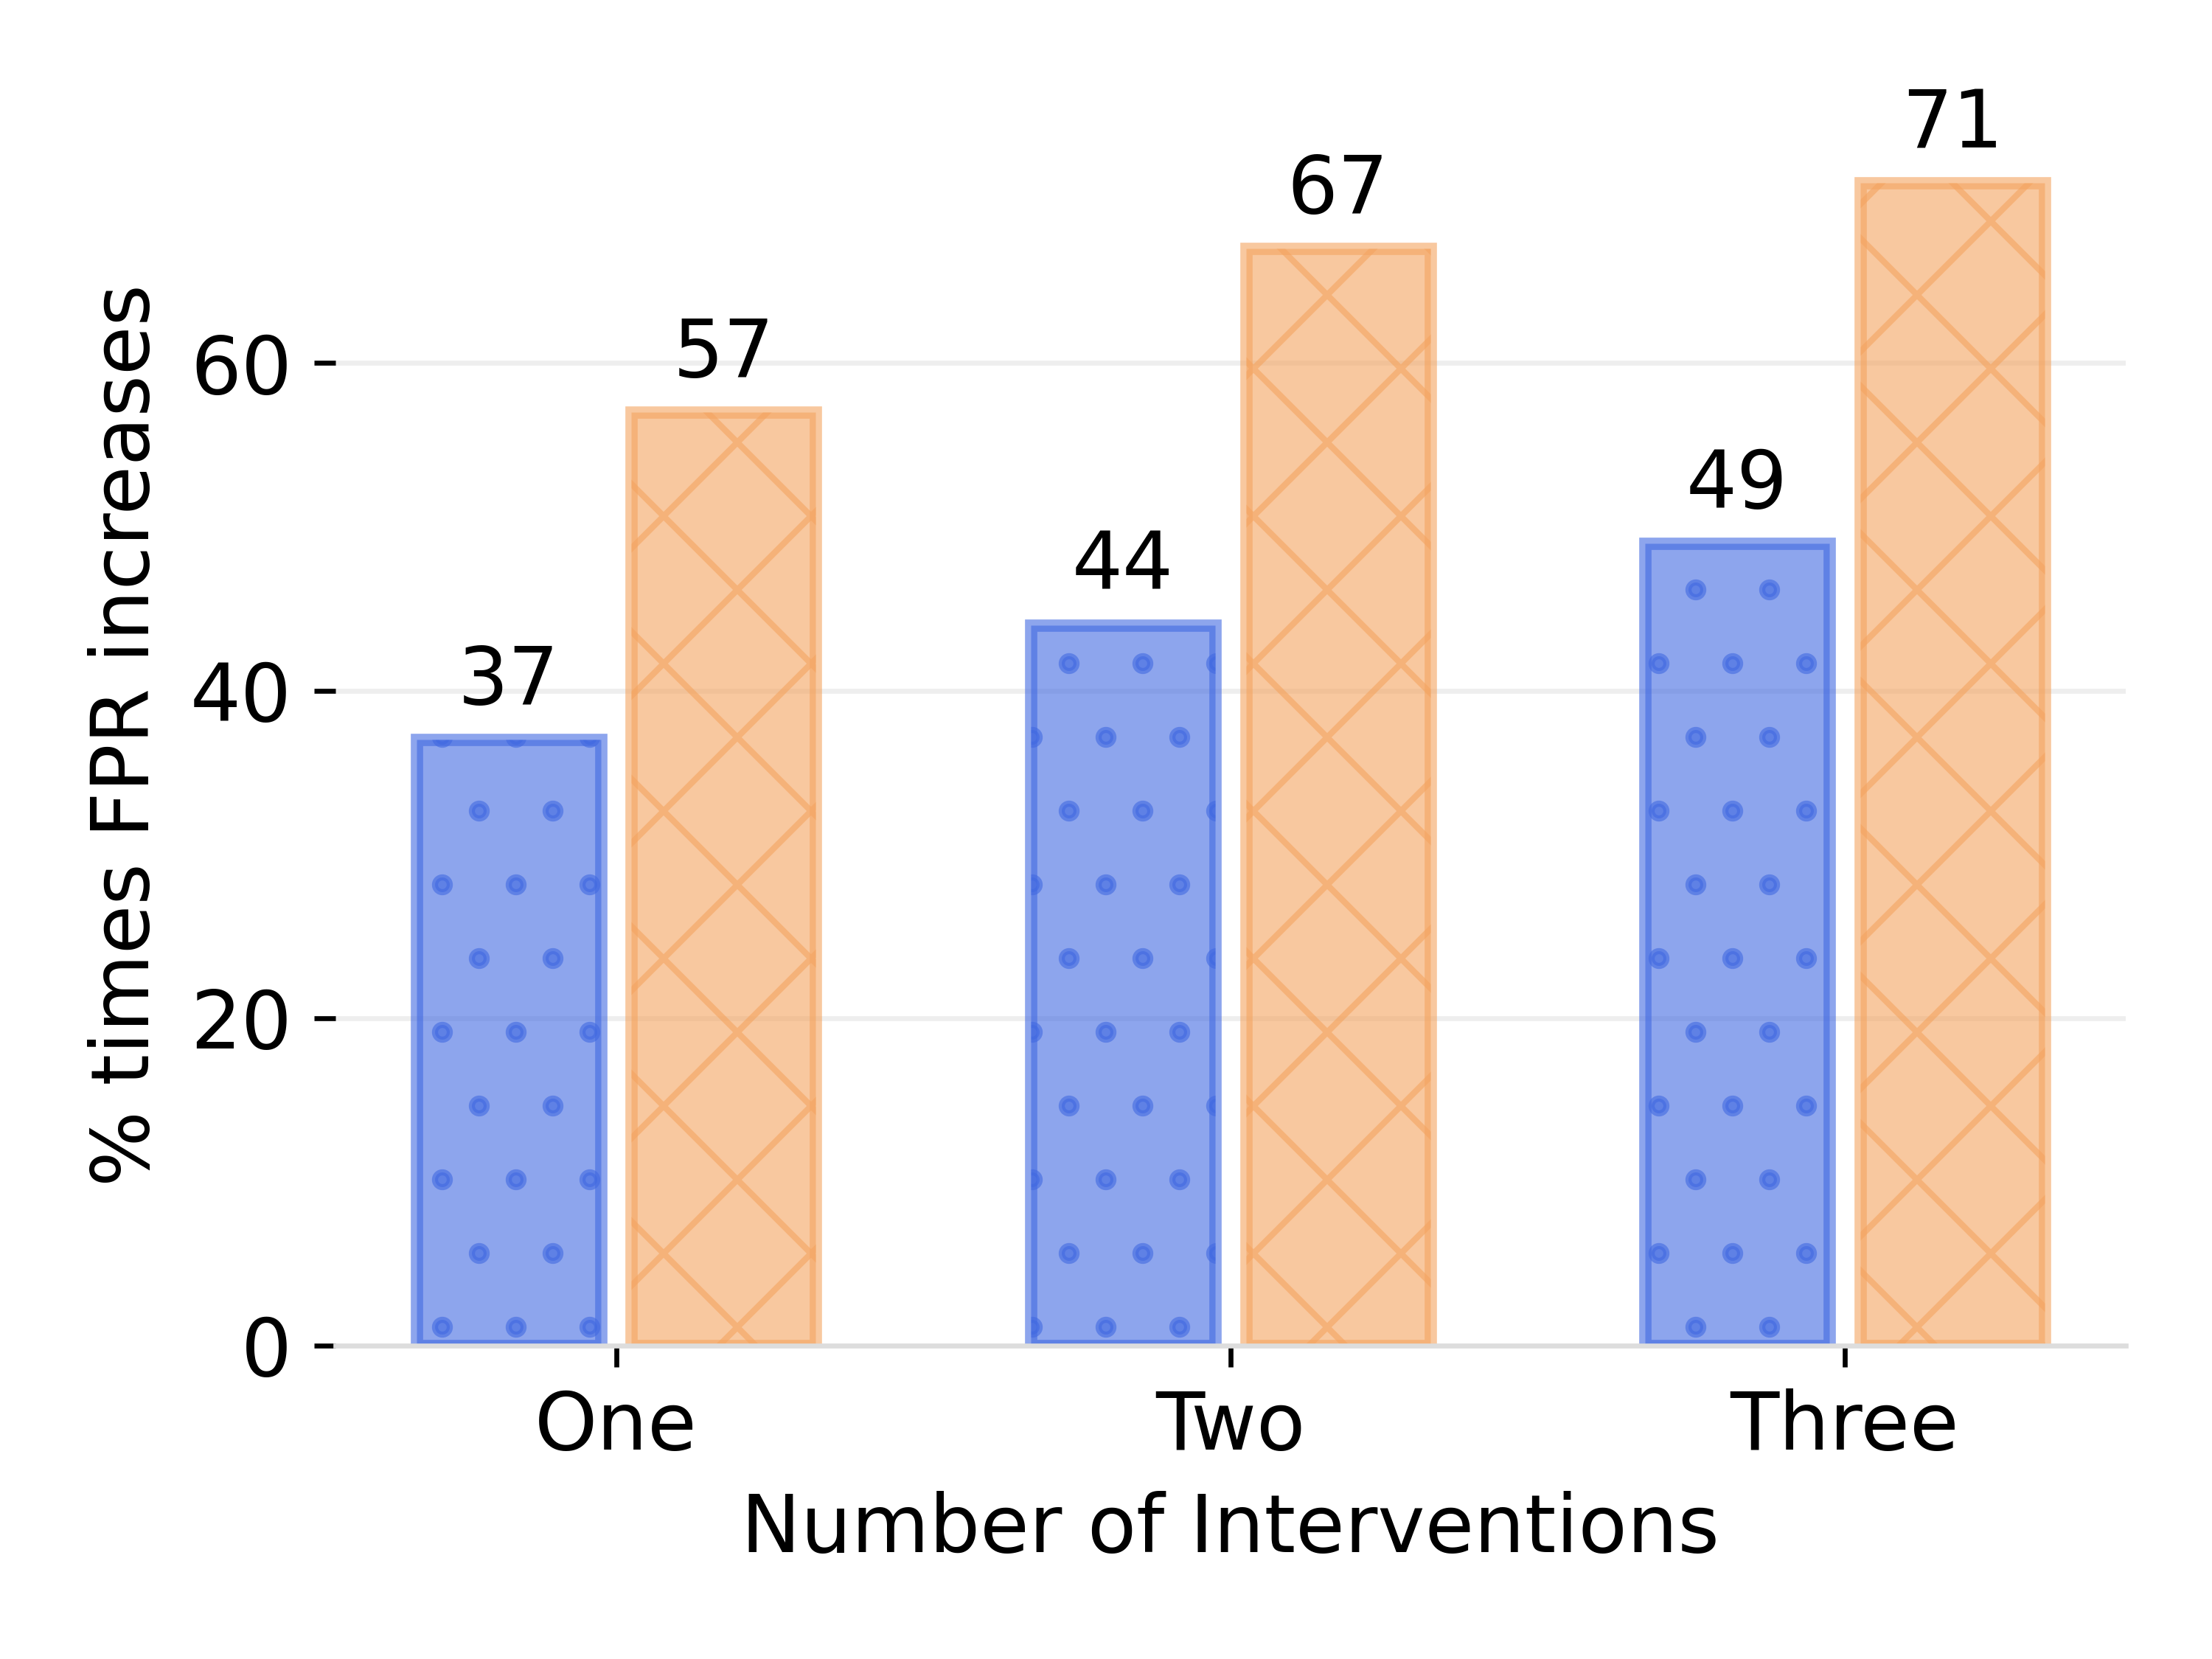 % times FPR increases
60
40
20
0
37
57
44
67
49
71
One
Two
Three
Number of Interventions